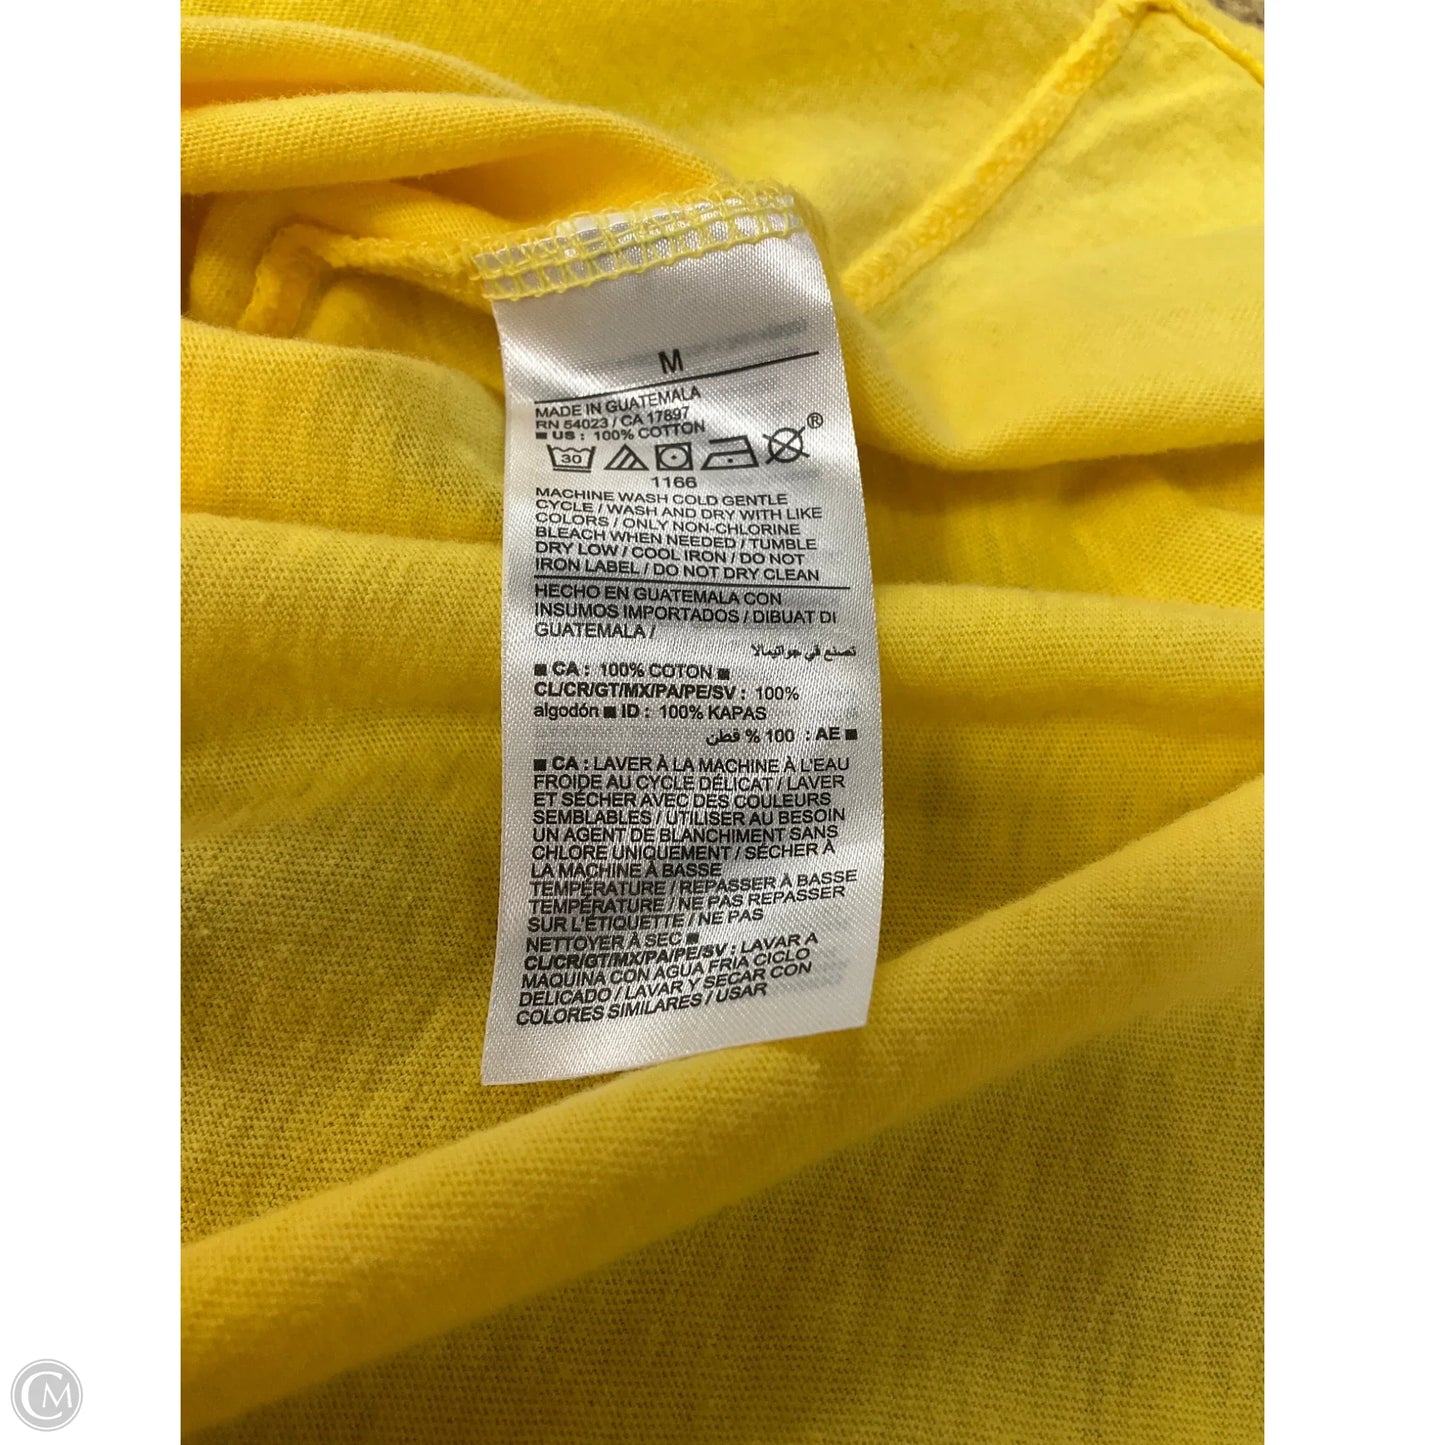 M
MADE IN GUATEMALA
RN 54023 / CA 17897
■ US : 100% COTTON
30
®
1166
MACHINE WASH COLD GENTLE
CYCLE / WASH AND DRY WITH LIKE
COLORS / ONLY NON-CHLORINE
BLEACH WHEN NEEDED / TUMBLE
DRY LOW / COOL IRON / DO NOT
IRON LABEL / DO NOT DRY CLEAN
HECHO EN GUATEMALA CON
INSUMOS IMPORTADOS / DIBUAT DI
GUATEMALA /
تصنع في جواتيمالا
■ CA : 100% COTON ■
CL/CR/GT/MX/PA/PE/SV : 100%
algodón ■ ID : 100% KAPAS
■ AE : 100 % قطن
■ CA : LAVER À LA MACHINE À L'EAU
FROIDE AU CYCLE DÉLICAT / LAVER
ET SÉCHER AVEC DES COULEURS
SEMBLABLES / UTILISER AU BESOIN
UN AGENT DE BLANCHIMENT SANS
CHLORE UNIQUEMENT / SÉCHER À
LA MACHINE À BASSE
TEMPÉRATURE / REPASSER À BASSE
TEMPÉRATURE / NE PAS REPASSER
SUR L'ÉTIQUETTE / NE PAS
NETTOYER À SEC ■
CL/CR/GT/MX/PA/PE/SV : LAVAR A
MAQUINA CON AGUA FRIA CICLO
DELICADO / LAVAR Y SECAR CON
COLORES SIMILARES / USAR
CM